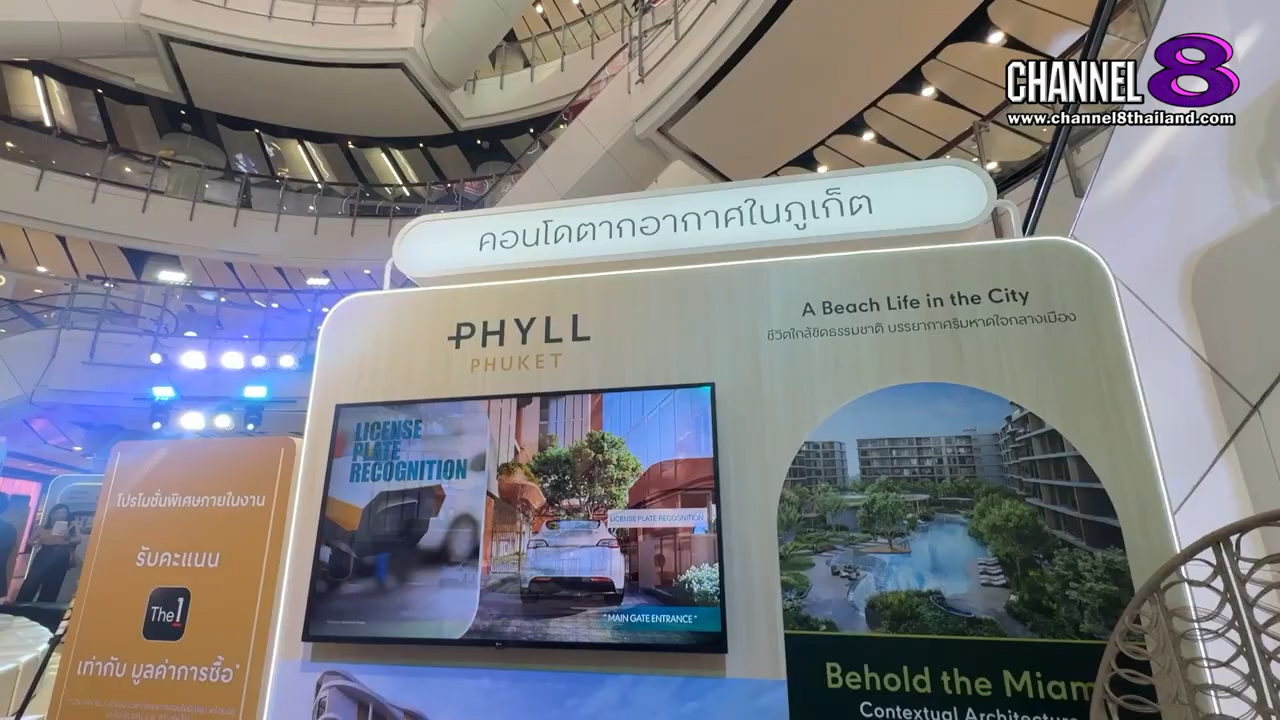 CHANNEL 8
www.channel8thailand.com
คอนโดตากอากาศในภูเก็ต
PHYLL
PHUKET
A Beach Life in the City
ชีวิตใกล้ชิดธรรมชาติ บรรยากาศริมหาดใจกลางเมือง
LICENSE
PLATE
RECOGNITION
LICENSE PLATE RECOGNITION
"MAIN GATE ENTRANCE"
โปรโมชั่นพิเศษภายในงาน
รับคะแนน
The1
เท่ากับ มูลค่าการซื้อ*
Behold the Miam
Contextual Architecture